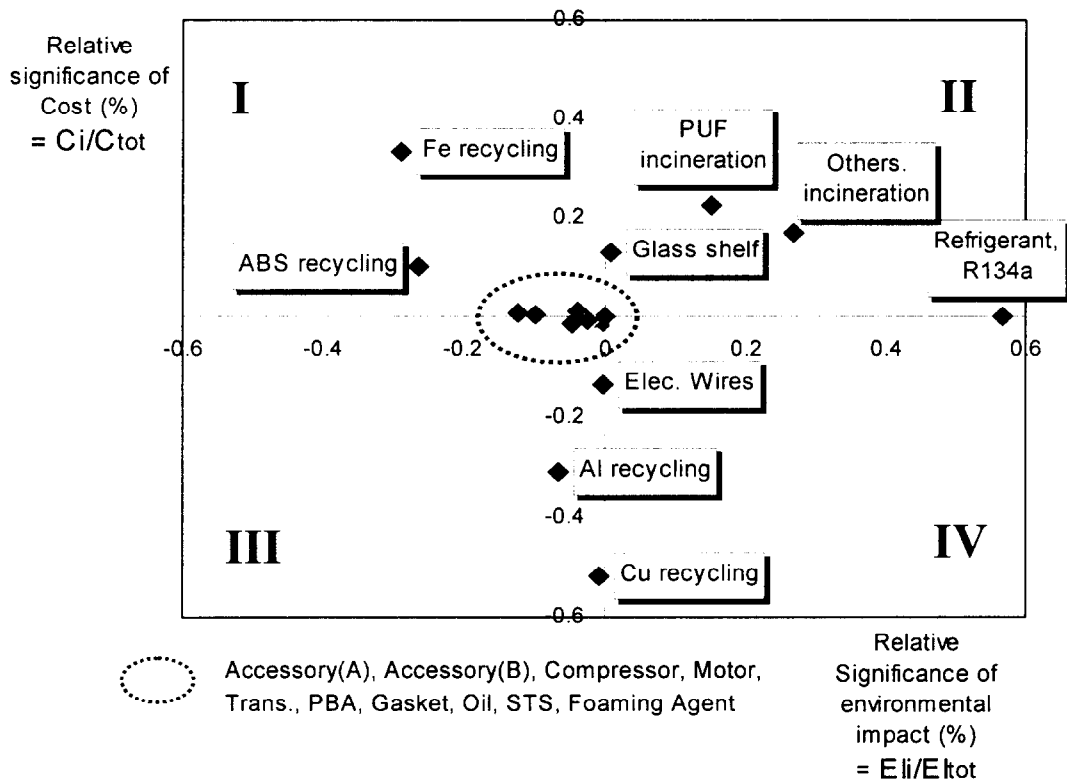 0.6
Relative
significance of
Cost (%)
= Ci/Ctot
I
II
0.4
Fe recycling
PUF
incineration
Others.
incineration
0.2
ABS recycling
Glass shelf
Refrigerant,
R134a
0.0
-0.6
-0.4
-0.2
0.0
0.2
0.4
0.6
Elec. Wires
-0.2
Al recycling
-0.4
III
IV
Cu recycling
-0.6
Accessory(A), Accessory(B), Compressor, Motor,
Trans., PBA, Gasket, Oil, STS, Foaming Agent
Relative
Significance of
environmental
impact (%)
= EIi/EItot